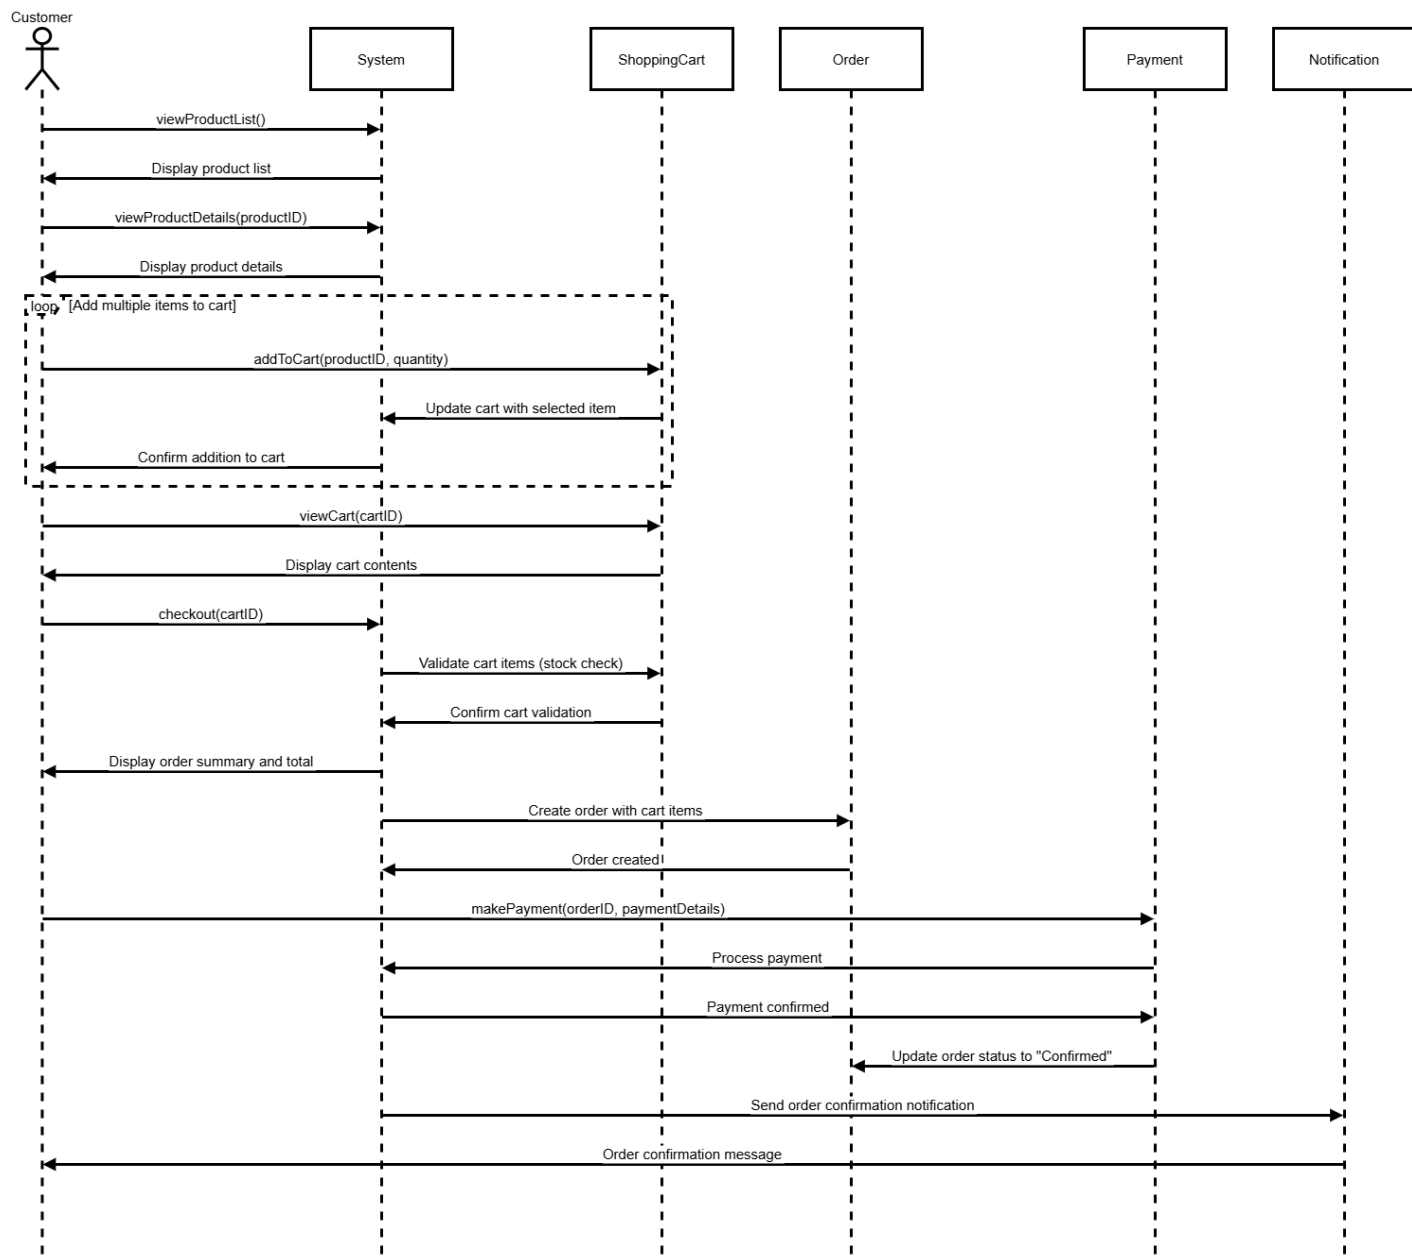 Customer
System
ShoppingCart
Order
Payment
Notification
viewProductList()
Display product list
viewProductDetails(productID)
Display product details
loop [Add multiple items to cart]
addToCart(productID, quantity)
Update cart with selected item
Confirm addition to cart
viewCart(cartID)
Display cart contents
checkout(cartID)
Validate cart items (stock check)
Confirm cart validation
Display order summary and total
Create order with cart items
Order created
makePayment(orderID, paymentDetails)
Process payment
Payment confirmed
Update order status to "Confirmed"
Send order confirmation notification
Order confirmation message